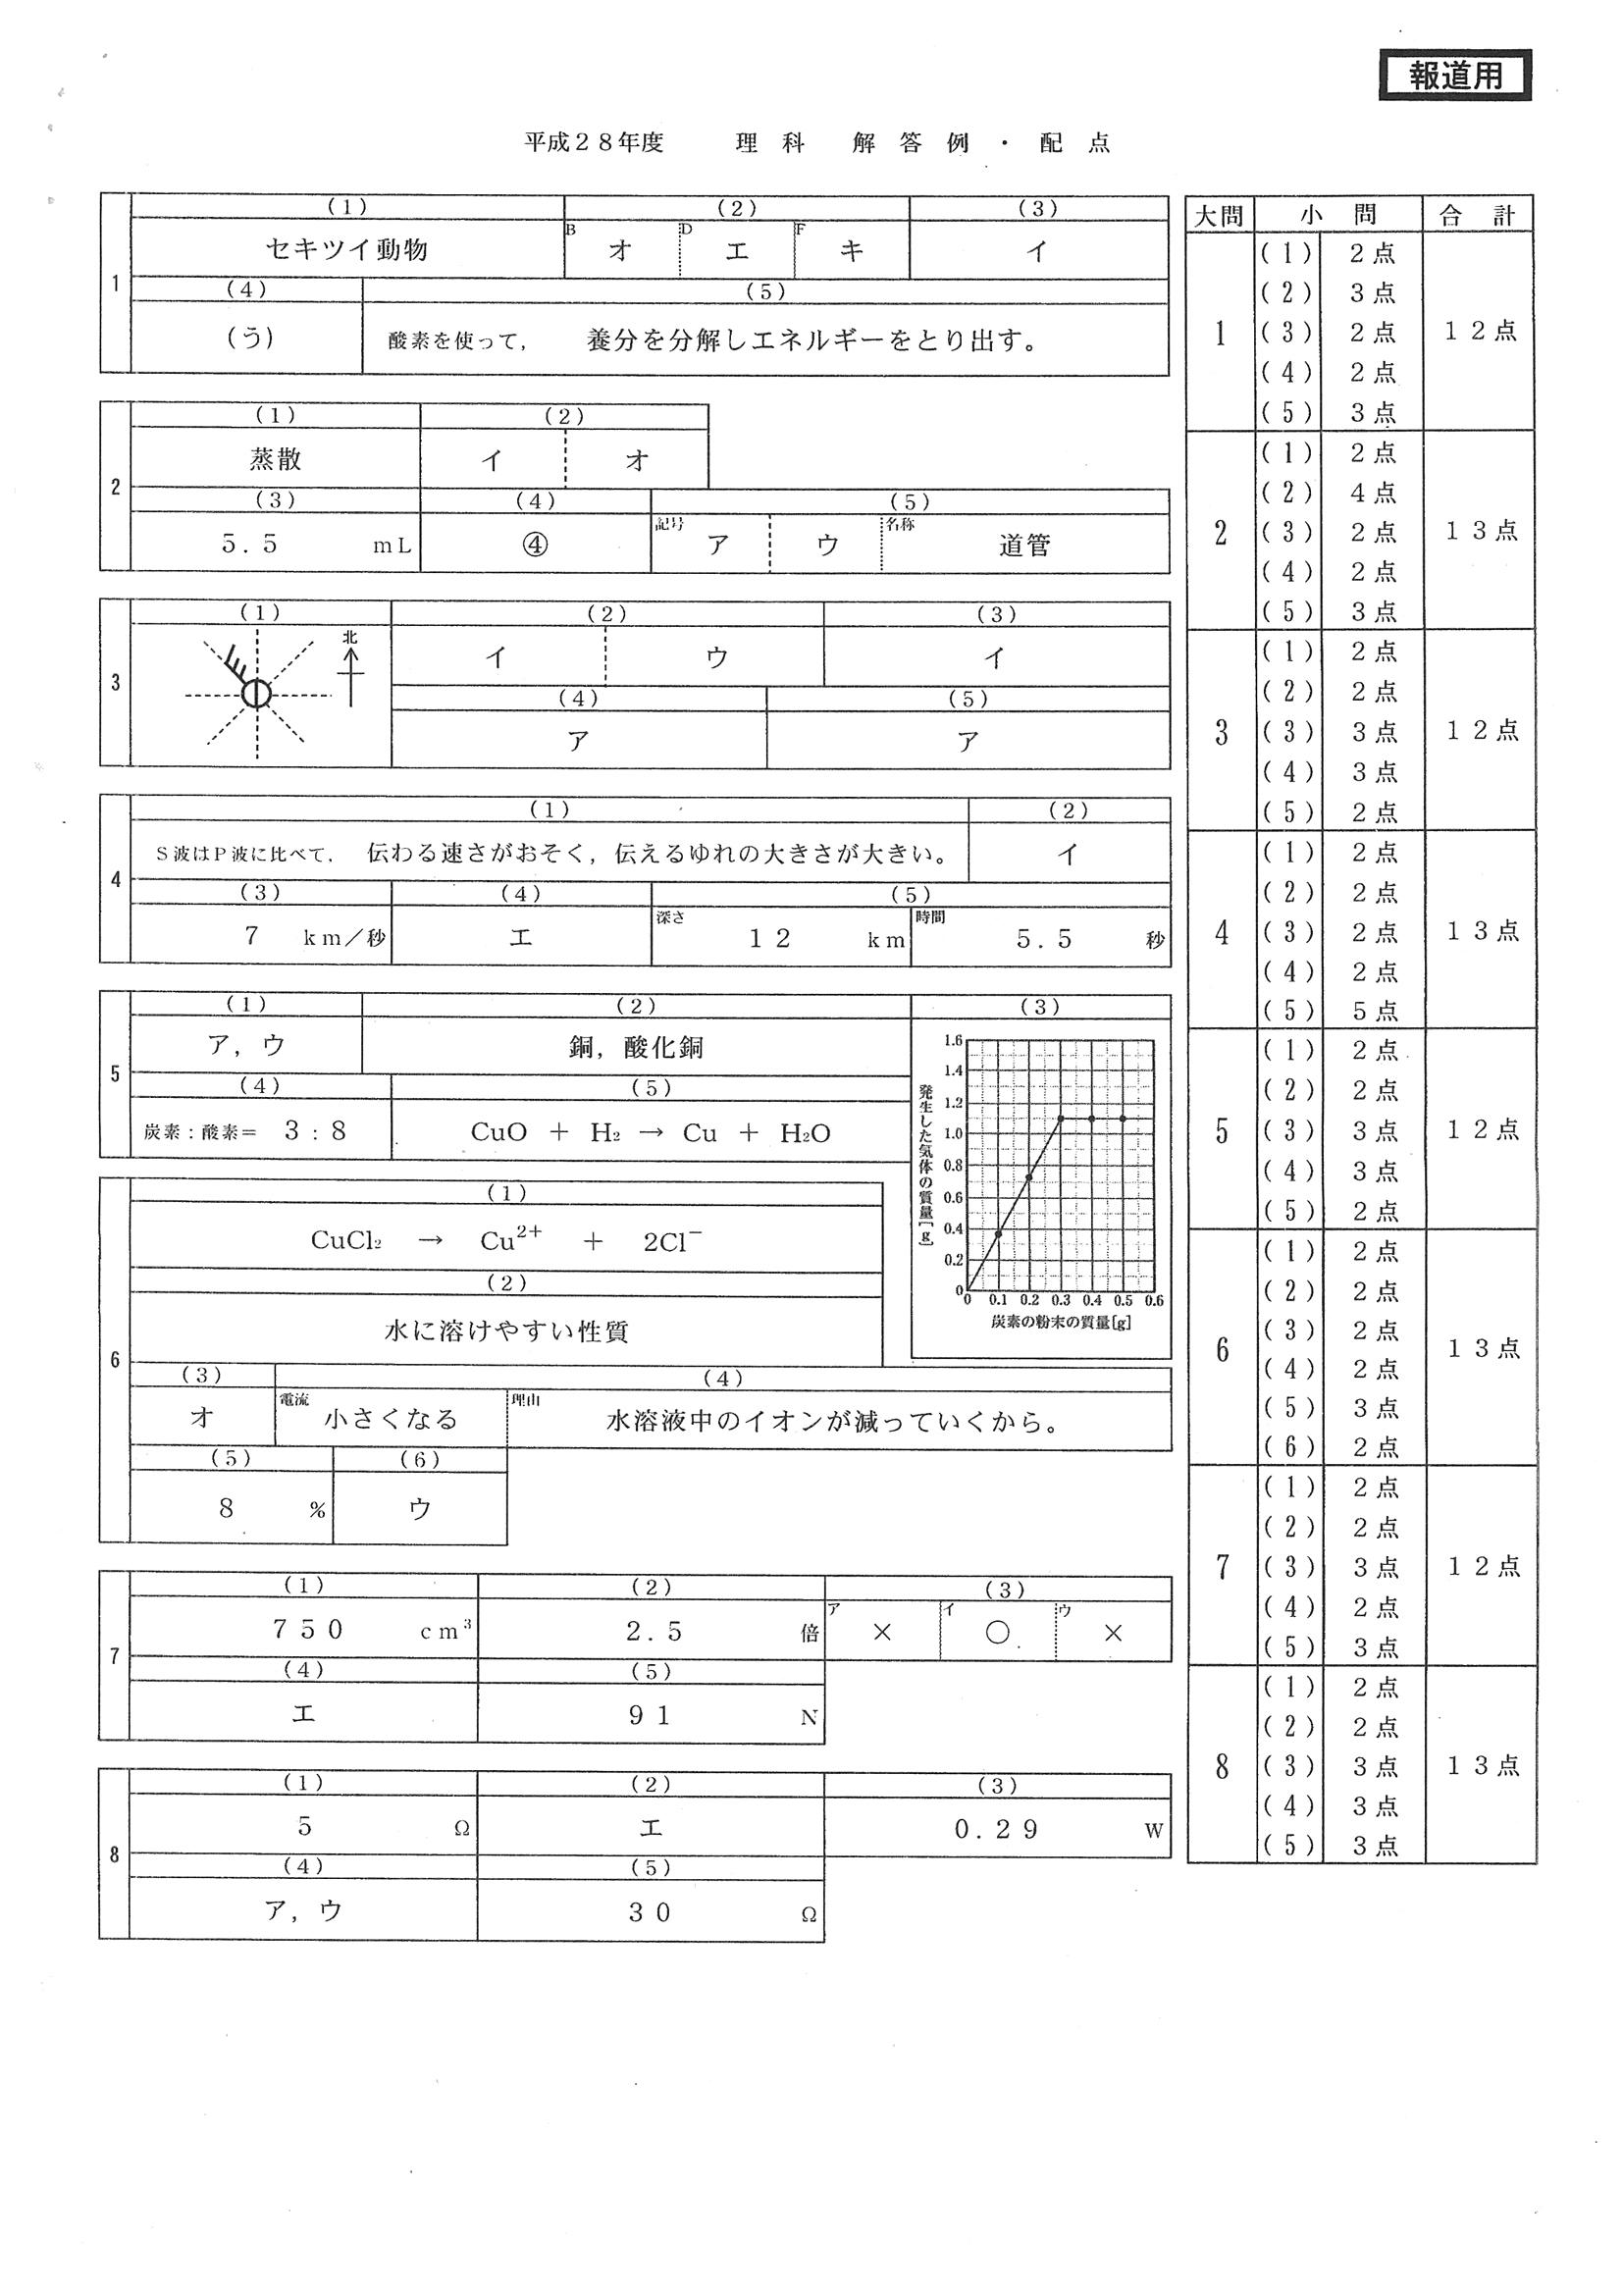 報道用
平成２８年度　理科　解答例・配点
1
(1) (2) (3)
セキツイ動物 B オ D エ F キ イ
(4) (5)
(う) 酸素を使って， 養分を分解しエネルギーをとり出す。
2
(1) (2)
蒸散 イ オ
(3) (4) (5)
5.5 mL ④ 記号 ア ウ 名称 道管
3
(1) (2) (3)
北 イ ウ イ
(4) (5)
ア ア
4
(1) (2)
Ｓ波はＰ波に比べて， 伝わる速さがおそく，伝えるゆれの大きさが大きい。 イ
(3) (4) (5)
7 km／秒 エ 深さ 12 km 時間 5.5 秒
5
(1) (2) (3)
ア，ウ 銅，酸化銅
(4) (5)
炭素：酸素＝ 3：8 CuO ＋ H₂ → Cu ＋ H₂O
発生した気体の質量[g]
1.6
1.4
1.2
1.0
0.8
0.6
0.4
0.2
0
0 0.1 0.2 0.3 0.4 0.5 0.6
炭素の粉末の質量[g]
6
(1)
CuCl₂ → Cu²⁺ ＋ 2Cl⁻
(2)
水に溶けやすい性質
(3) (4)
オ 電流 小さくなる 理由 水溶液中のイオンが減っていくから。
(5) (6)
8 % ウ
7
(1) (2) (3)
750 cm³ 2.5 倍 ア × イ ○ ウ ×
(4) (5)
エ 91 N
8
(1) (2) (3)
5 Ω エ 0.29 W
(4) (5)
ア，ウ 30 Ω
大問 小問 合計
1 12点
(1) 2点
(2) 3点
(3) 2点
(4) 2点
(5) 3点
2 13点
(1) 2点
(2) 4点
(3) 2点
(4) 2点
(5) 3点
3 12点
(1) 2点
(2) 2点
(3) 3点
(4) 3点
(5) 2点
4 13点
(1) 2点
(2) 2点
(3) 2点
(4) 2点
(5) 5点
5 12点
(1) 2点
(2) 2点
(3) 3点
(4) 3点
(5) 2点
6 13点
(1) 2点
(2) 2点
(3) 2点
(4) 2点
(5) 3点
(6) 2点
7 12点
(1) 2点
(2) 2点
(3) 3点
(4) 2点
(5) 3点
8 13点
(1) 2点
(2) 2点
(3) 3点
(4) 3点
(5) 3点